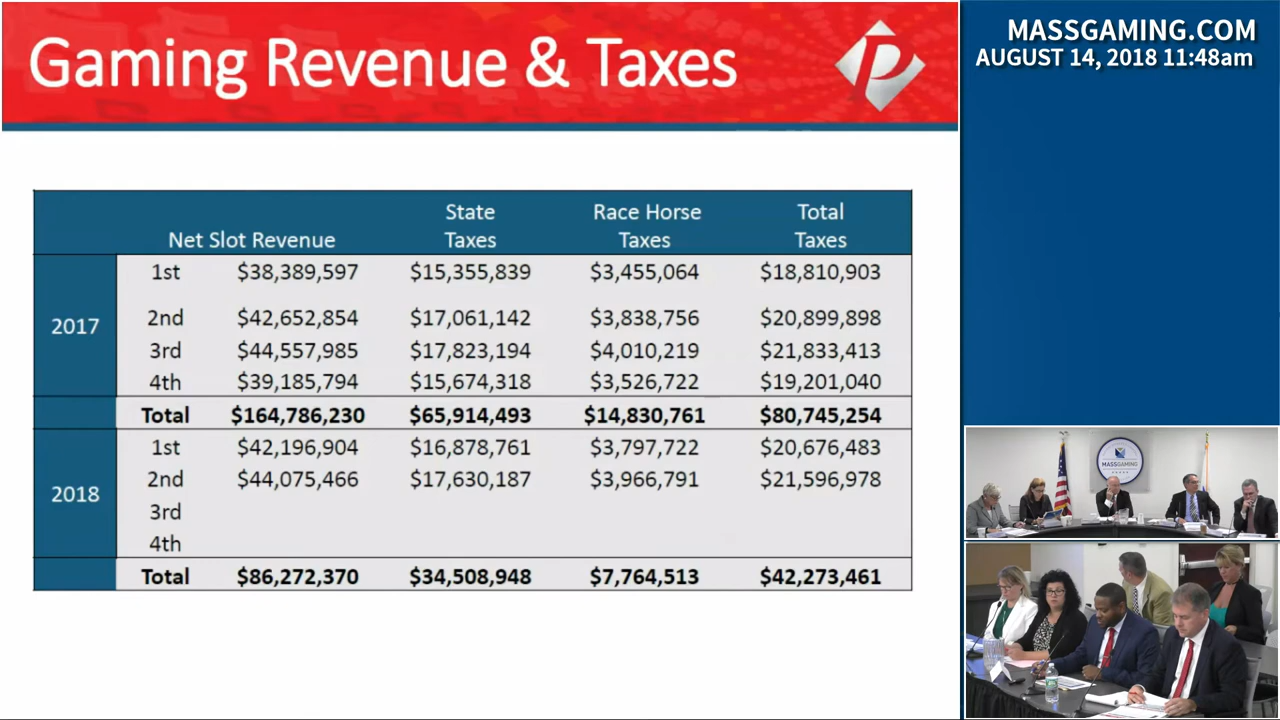 Gaming Revenue & Taxes
P
MASSGAMING.COM
AUGUST 14, 2018 11:48am
Net Slot Revenue State Taxes Race Horse Taxes Total Taxes
2017
1st $38,389,597 $15,355,839 $3,455,064 $18,810,903
2nd $42,652,854 $17,061,142 $3,838,756 $20,899,898
3rd $44,557,985 $17,823,194 $4,010,219 $21,833,413
4th $39,185,794 $15,674,318 $3,526,722 $19,201,040
Total $164,786,230 $65,914,493 $14,830,761 $80,745,254
2018
1st $42,196,904 $16,878,761 $3,797,722 $20,676,483
2nd $44,075,466 $17,630,187 $3,966,791 $21,596,978
3rd
4th
Total $86,272,370 $34,508,948 $7,764,513 $42,273,461
MASSGAMING